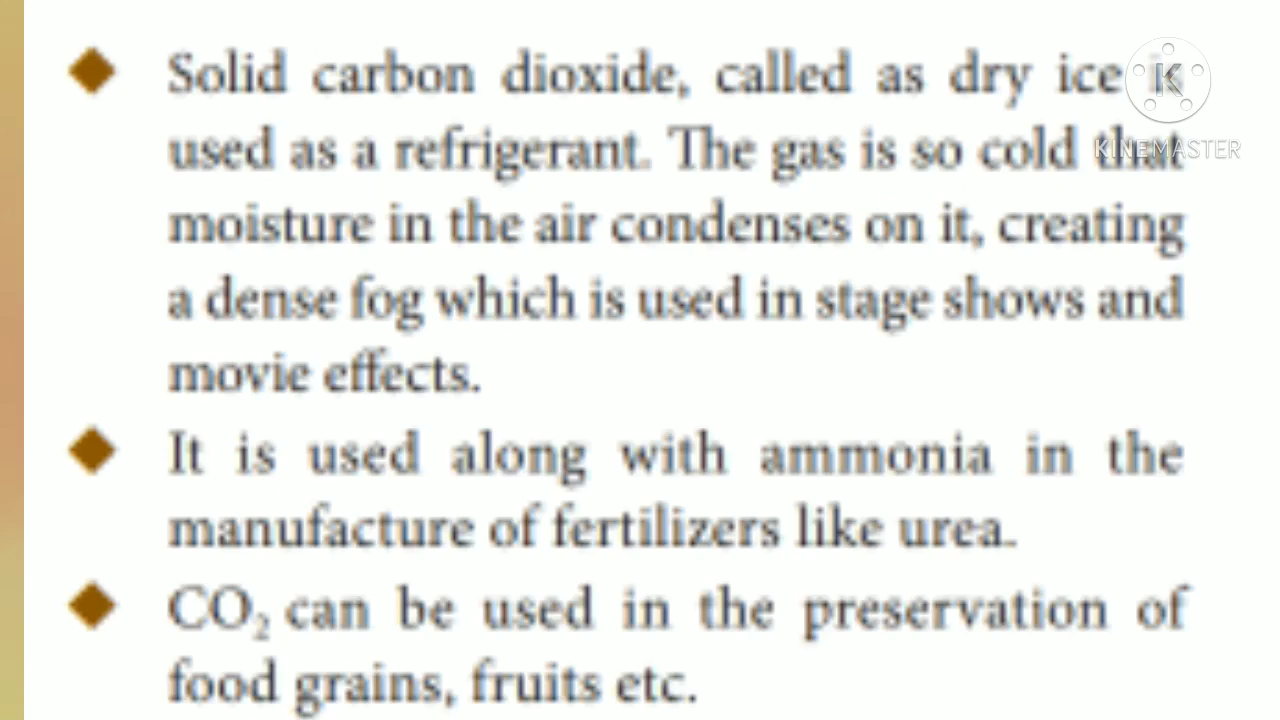 ◆ Solid carbon dioxide, called as dry ice is
used as a refrigerant. The gas is so cold that
moisture in the air condenses on it, creating
a dense fog which is used in stage shows and
movie effects.
◆ It is used along with ammonia in the
manufacture of fertilizers like urea.
◆ CO₂ can be used in the preservation of
food grains, fruits etc.
K
KINEMASTER